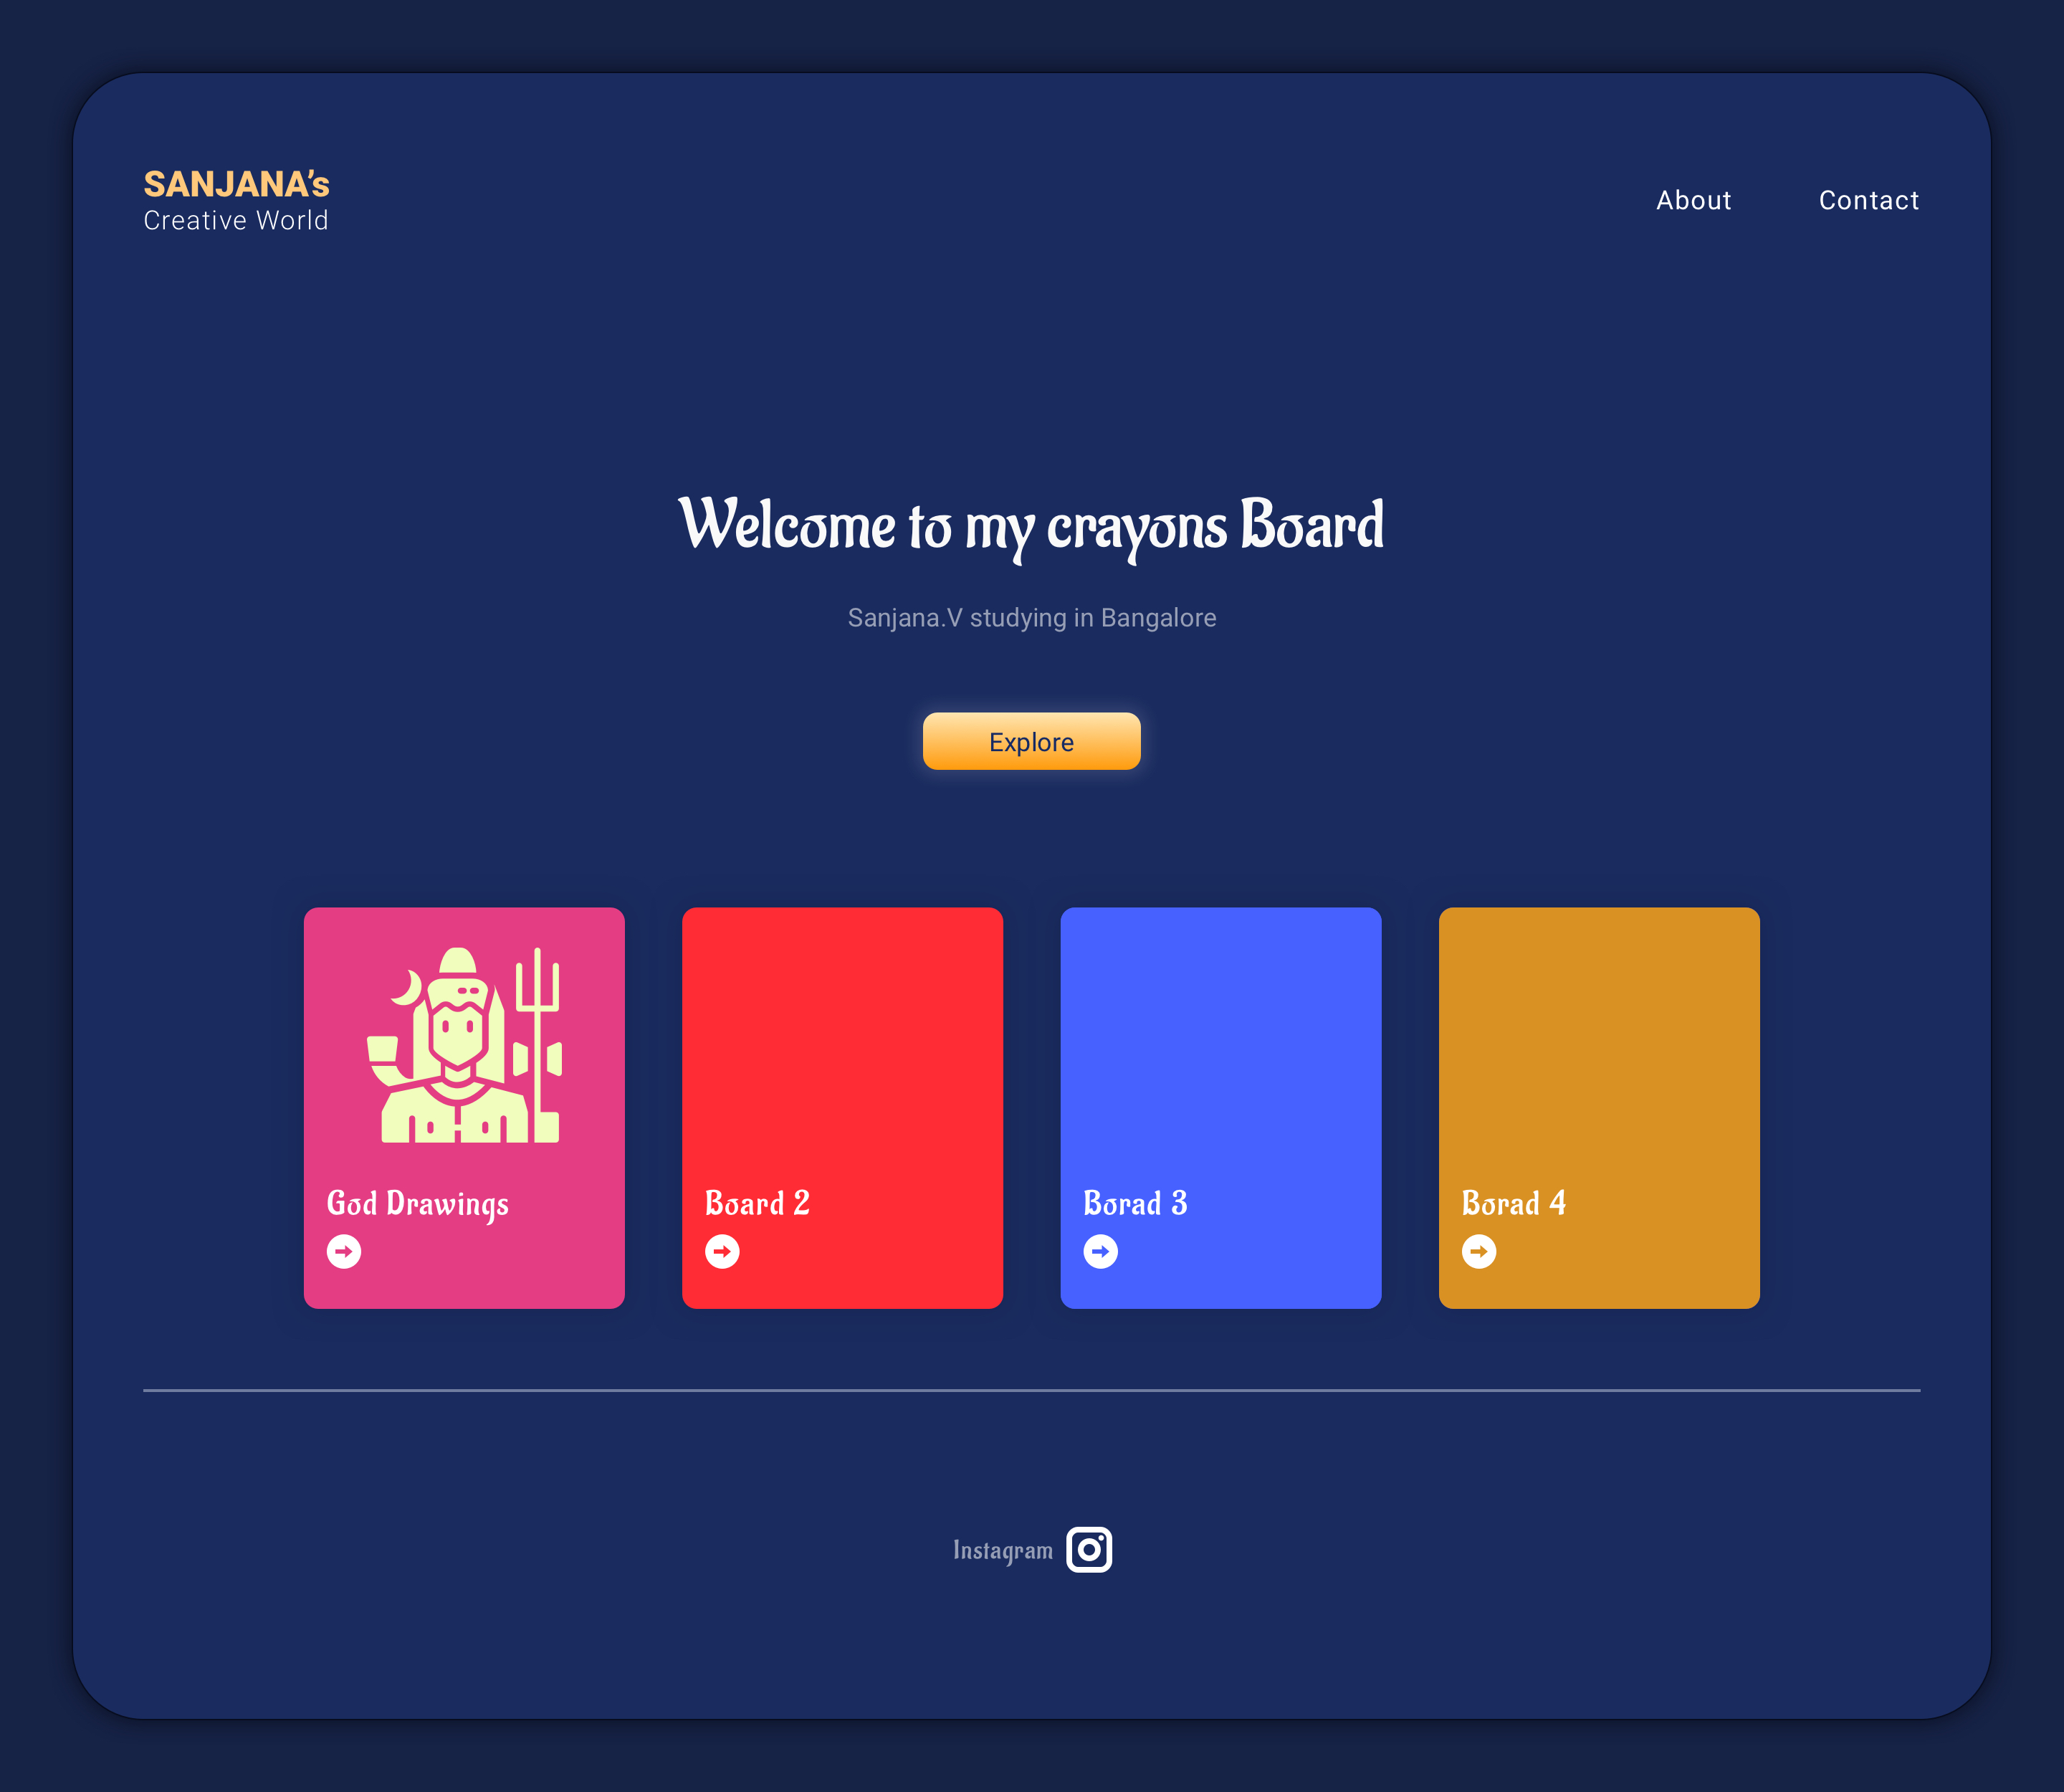 SANJANA’s
Creative World
About
Contact
Welcome to my crayons Board
Sanjana.V studying in Bangalore
Explore
God Drawings
Board 2
Borad 3
Borad 4
Instagram